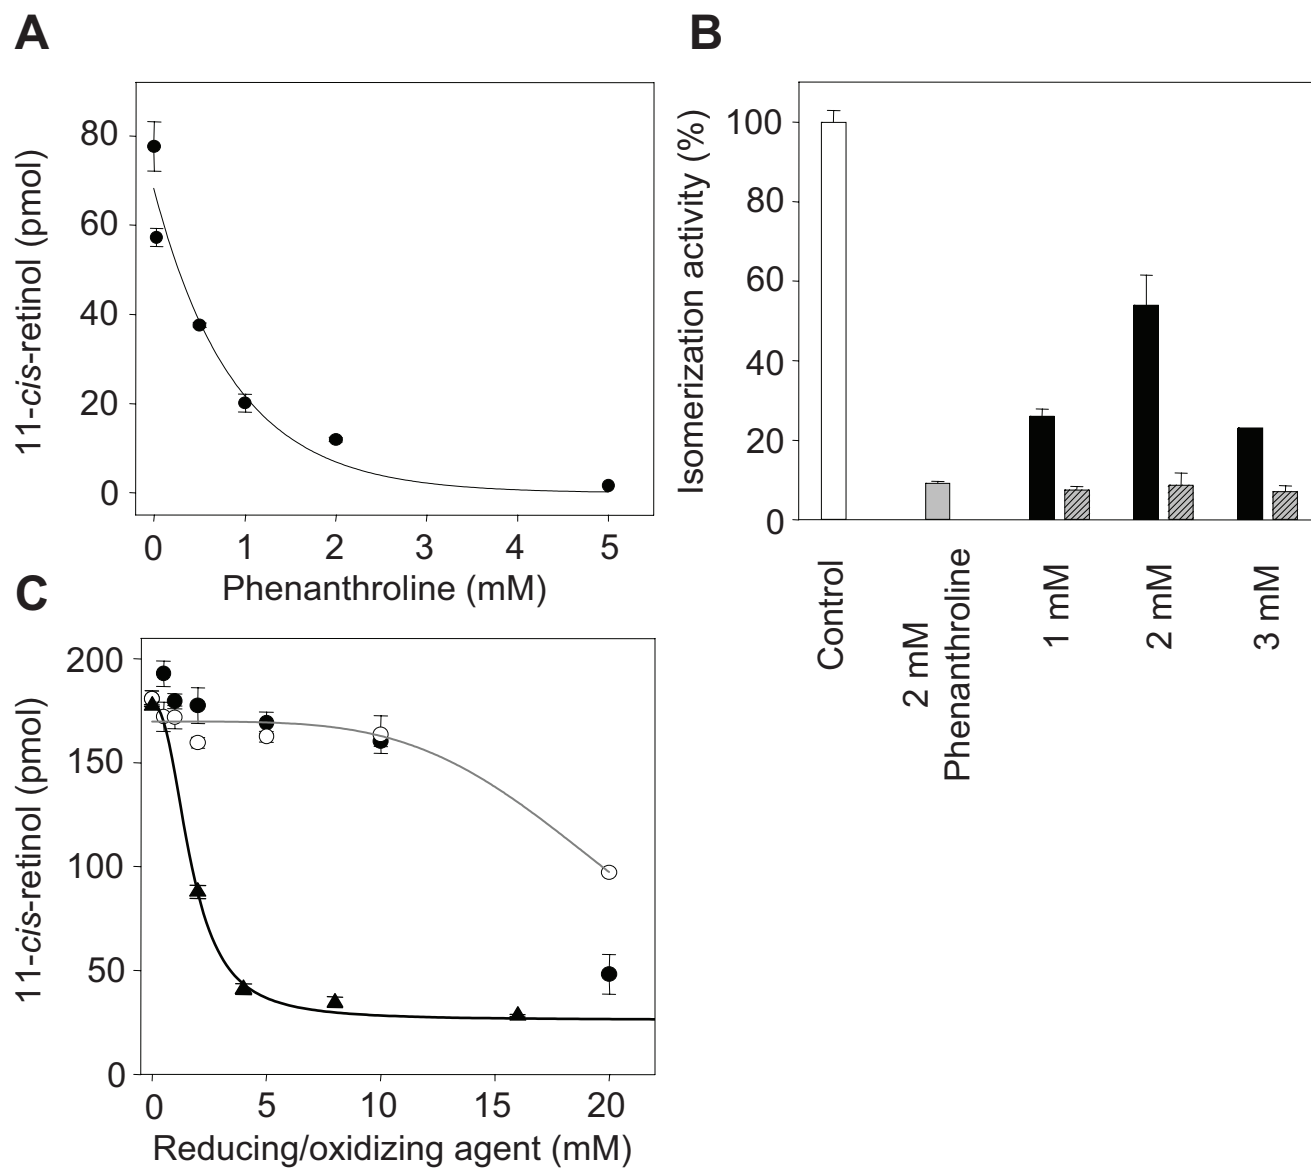 A
80
60
40
20
0
11-cis-retinol (pmol)
0 1 2 3 4 5
Phenanthroline (mM)
B
100
80
60
40
20
0
Isomerization activity (%)
Control
2 mM
Phenanthroline
1 mM
2 mM
3 mM
C
200
150
100
50
0
11-cis-retinol (pmol)
0 5 10 15 20
Reducing/oxidizing agent (mM)